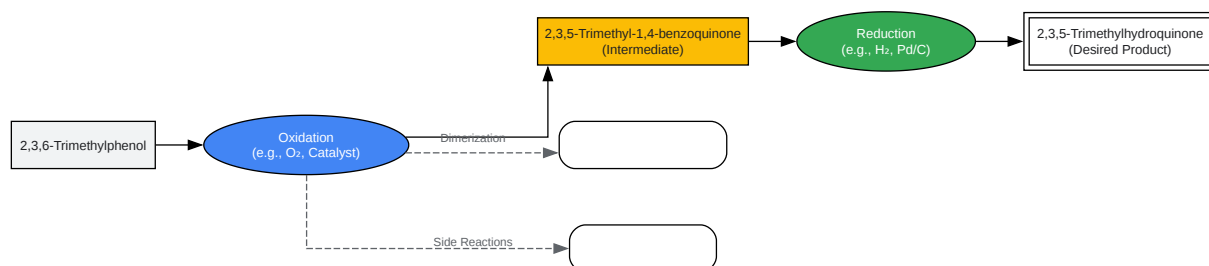 2,3,5-Trimethyl-1,4-benzoquinone
(Intermediate)
Reduction
(e.g., H₂, Pd/C)
2,3,5-Trimethylhydroquinone
(Desired Product)
2,3,6-Trimethylphenol
Oxidation
(e.g., O₂, Catalyst)
Dimerization
Side Reactions